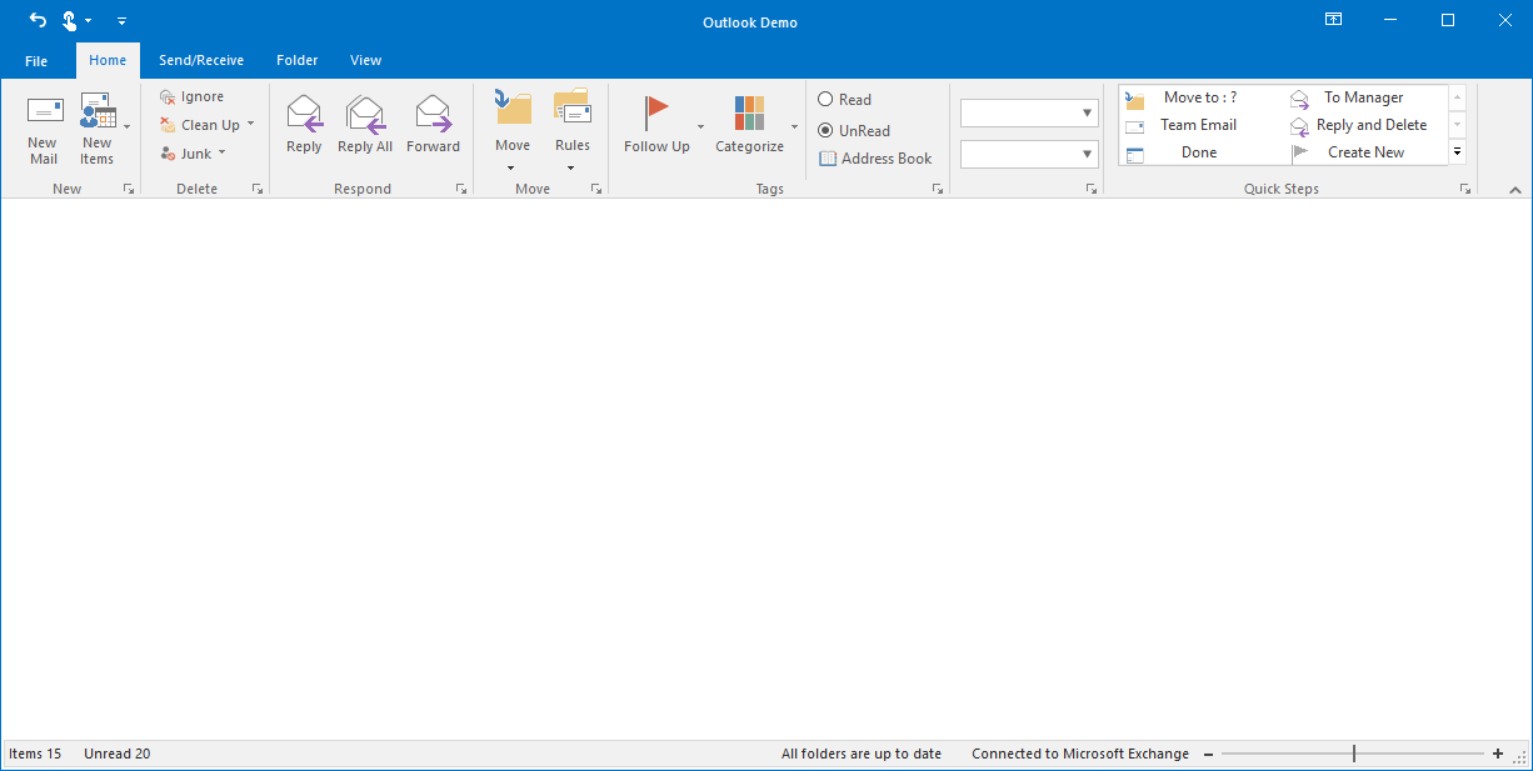 Outlook Demo
File Home Send/Receive Folder View
New Mail
New Items
New
Ignore
Clean Up
Junk
Delete
Reply Reply All Forward
Respond
Move Rules
Move
Follow Up Categorize
Read
UnRead
Address Book
Tags
Move to : ? To Manager
Team Email Reply and Delete
Done Create New
Quick Steps
Items 15 Unread 20 All folders are up to date Connected to Microsoft Exchange